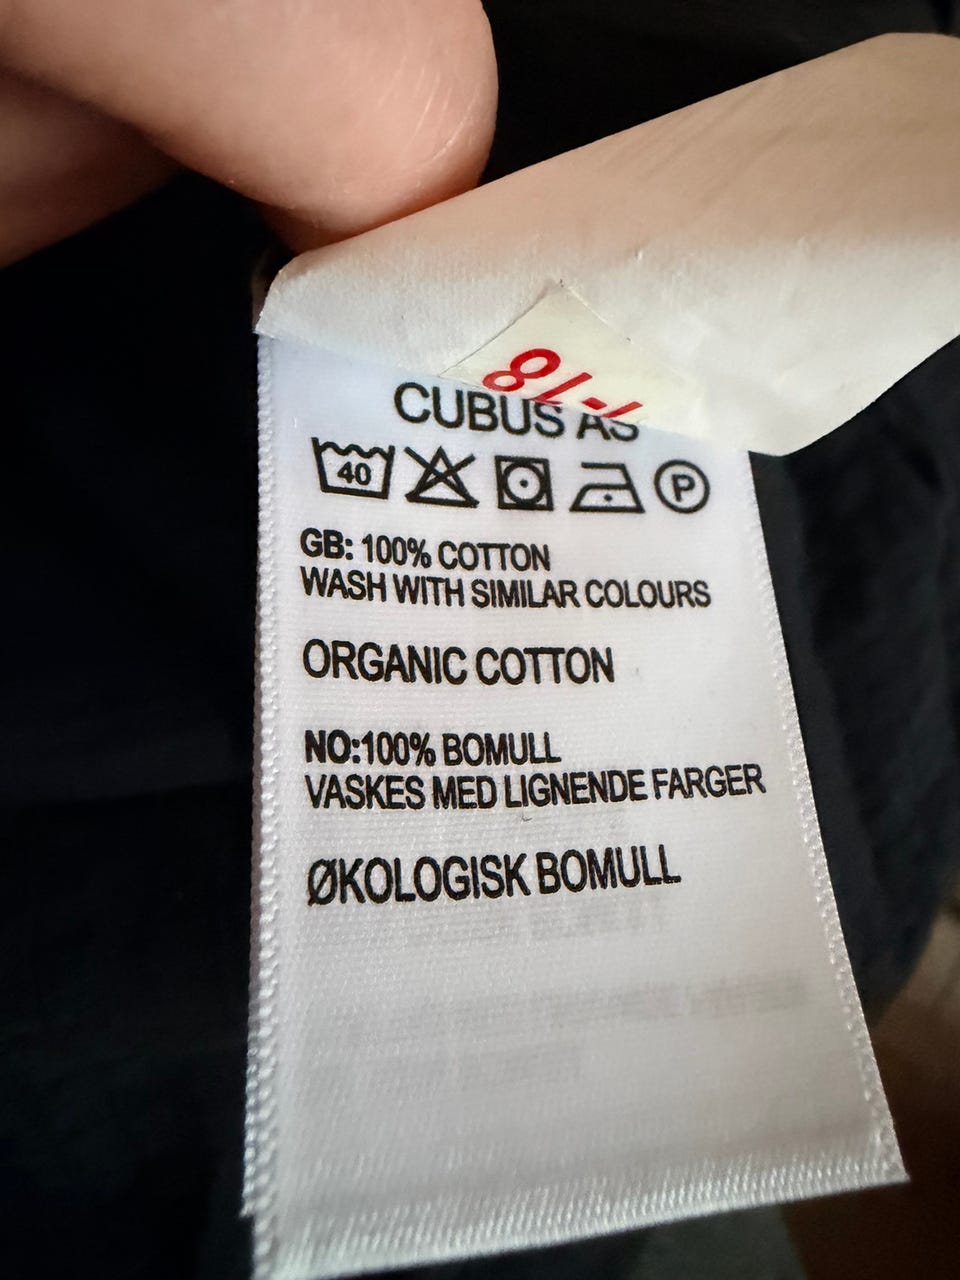 CUBUS AS
40 P
GB: 100% COTTON
WASH WITH SIMILAR COLOURS
ORGANIC COTTON
NO:100% BOMULL
VASKES MED LIGNENDE FARGER
ØKOLOGISK BOMULL